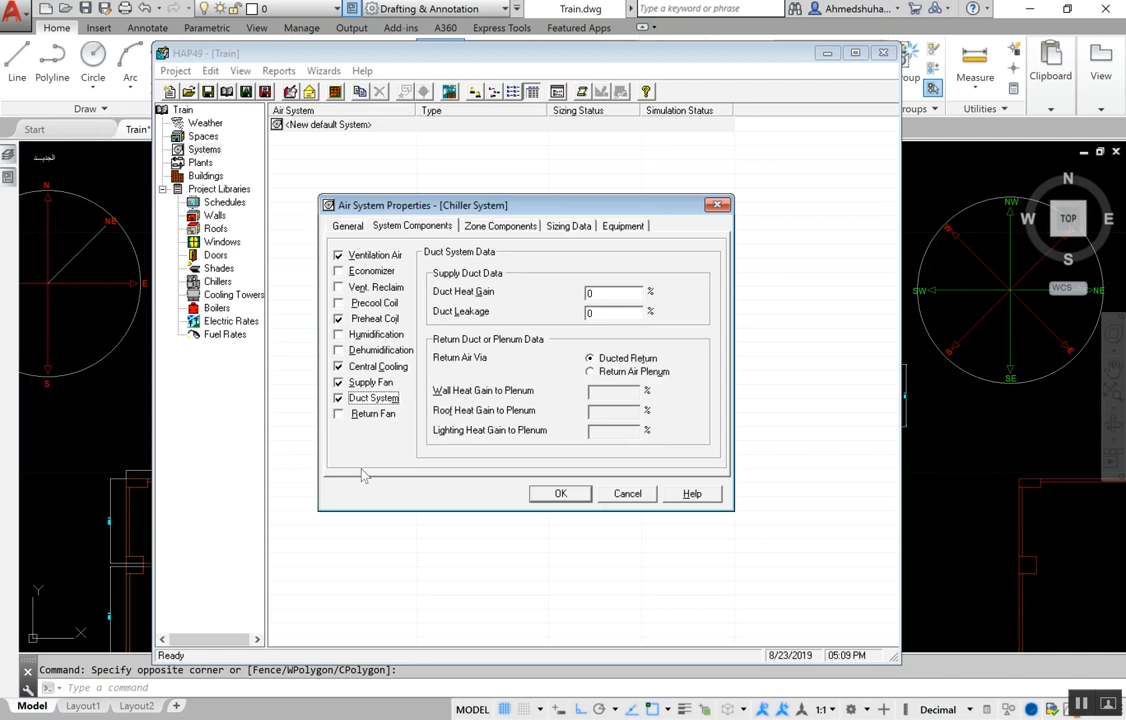 A
0
Drafting & Annotation
Train.dwg
Type a keyword or phrase
Ahmedshuha...
Home Insert Annotate Parametric View Manage Output Add-ins A360 Express Tools Featured Apps
Line Polyline Circle Arc
Draw
Measure
Utilities
Clipboard
View
Start
Train*
HAP49 - [Train]
Project Edit View Reports Wizards Help
Train
Weather
Spaces
Systems
Plants
Buildings
Project Libraries
Schedules
Walls
Roofs
Windows
Doors
Shades
Chillers
Cooling Towers
Boilers
Electric Rates
Fuel Rates
Air System Type Sizing Status Simulation Status
<New default System>
Air System Properties - [Chiller System]
General System Components Zone Components Sizing Data Equipment
Ventilation Air
Economizer
Vent. Reclaim
Precool Coil
Preheat Coil
Humidification
Dehumidification
Central Cooling
Supply Fan
Duct System
Return Fan
Duct System Data
Supply Duct Data
Duct Heat Gain 0 %
Duct Leakage 0 %
Return Duct or Plenum Data
Return Air Via Ducted Return
Return Air Plenum
Wall Heat Gain to Plenum %
Roof Heat Gain to Plenum %
Lighting Heat Gain to Plenum %
OK Cancel Help
Ready 8/23/2019 05:09 PM
الجديد
N
NE
NW
N
W
SW
NE
SE
S
N
W TOP E
S
WCS
Y
X
Command: Specify opposite corner or [Fence/WPolygon/CPolygon]:
Type a command
Model Layout1 Layout2 +
MODEL 1:1 Decimal